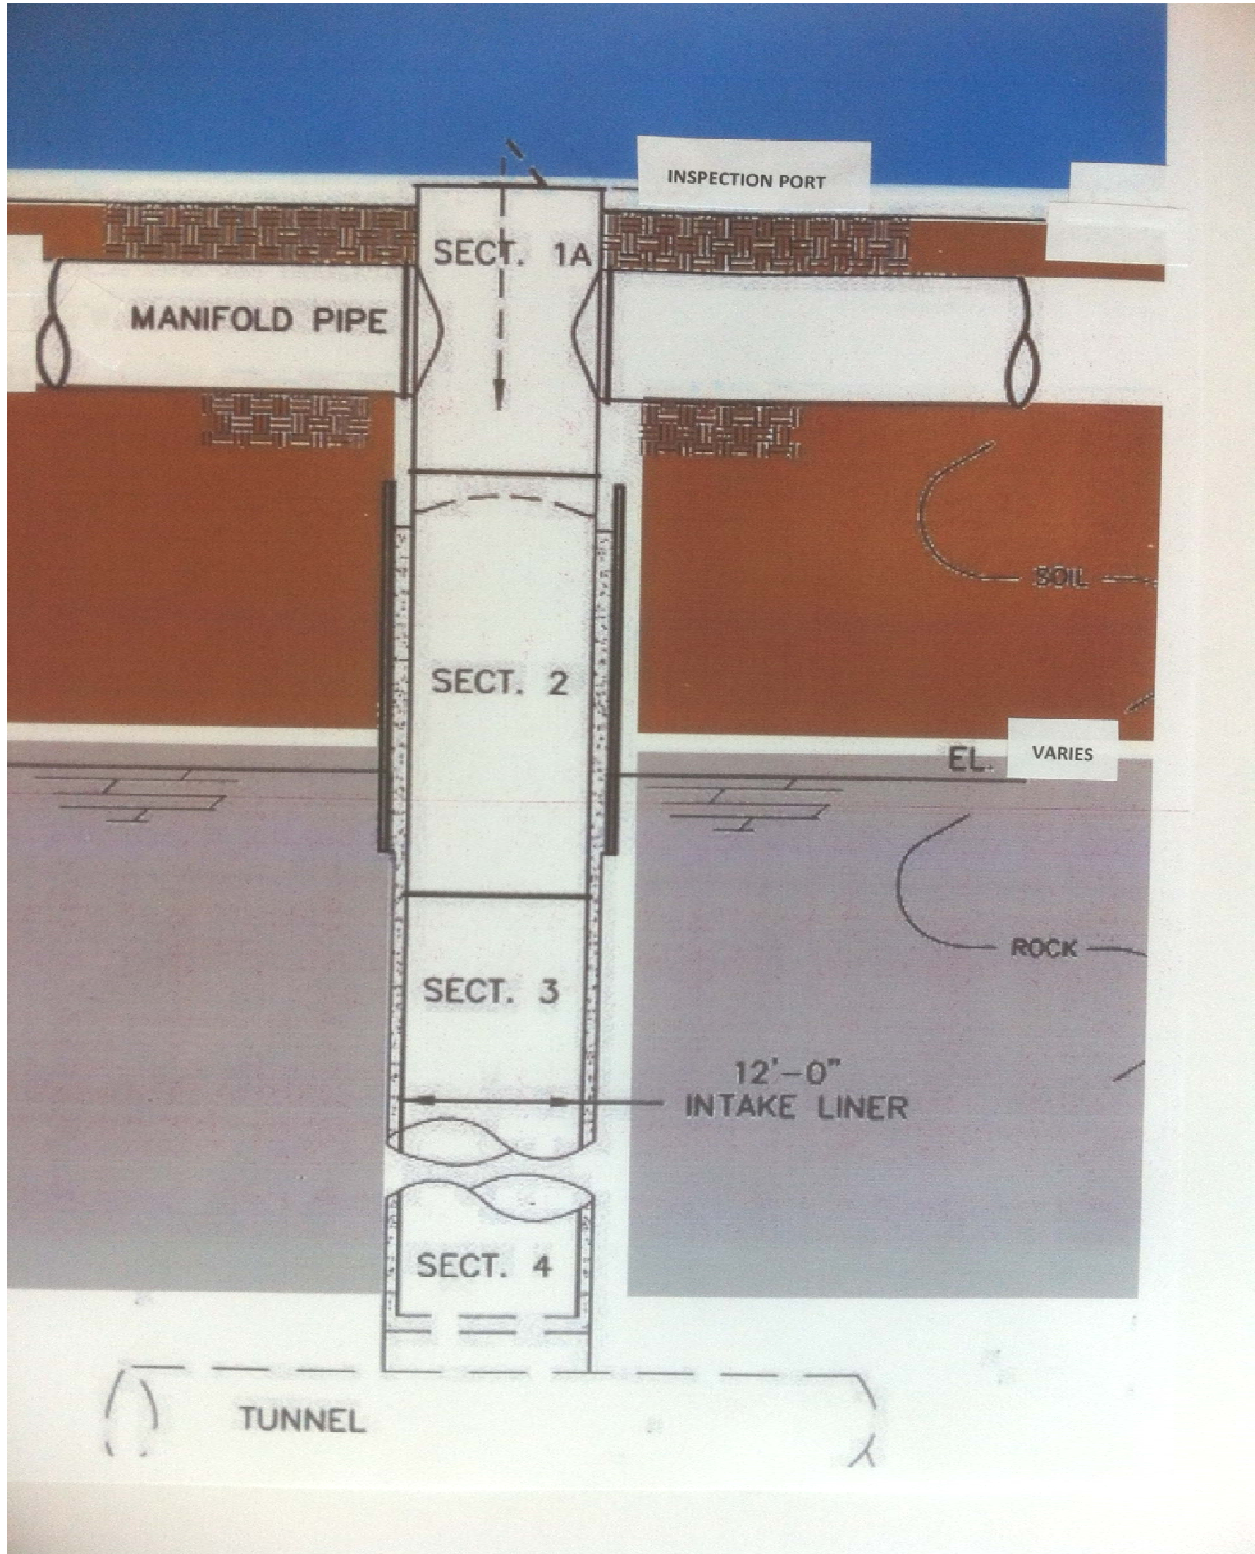 INSPECTION PORT
SECT. 1A
MANIFOLD PIPE
SOIL
SECT. 2
EL. VARIES
ROCK
SECT. 3
12'-0"
INTAKE LINER
SECT. 4
TUNNEL